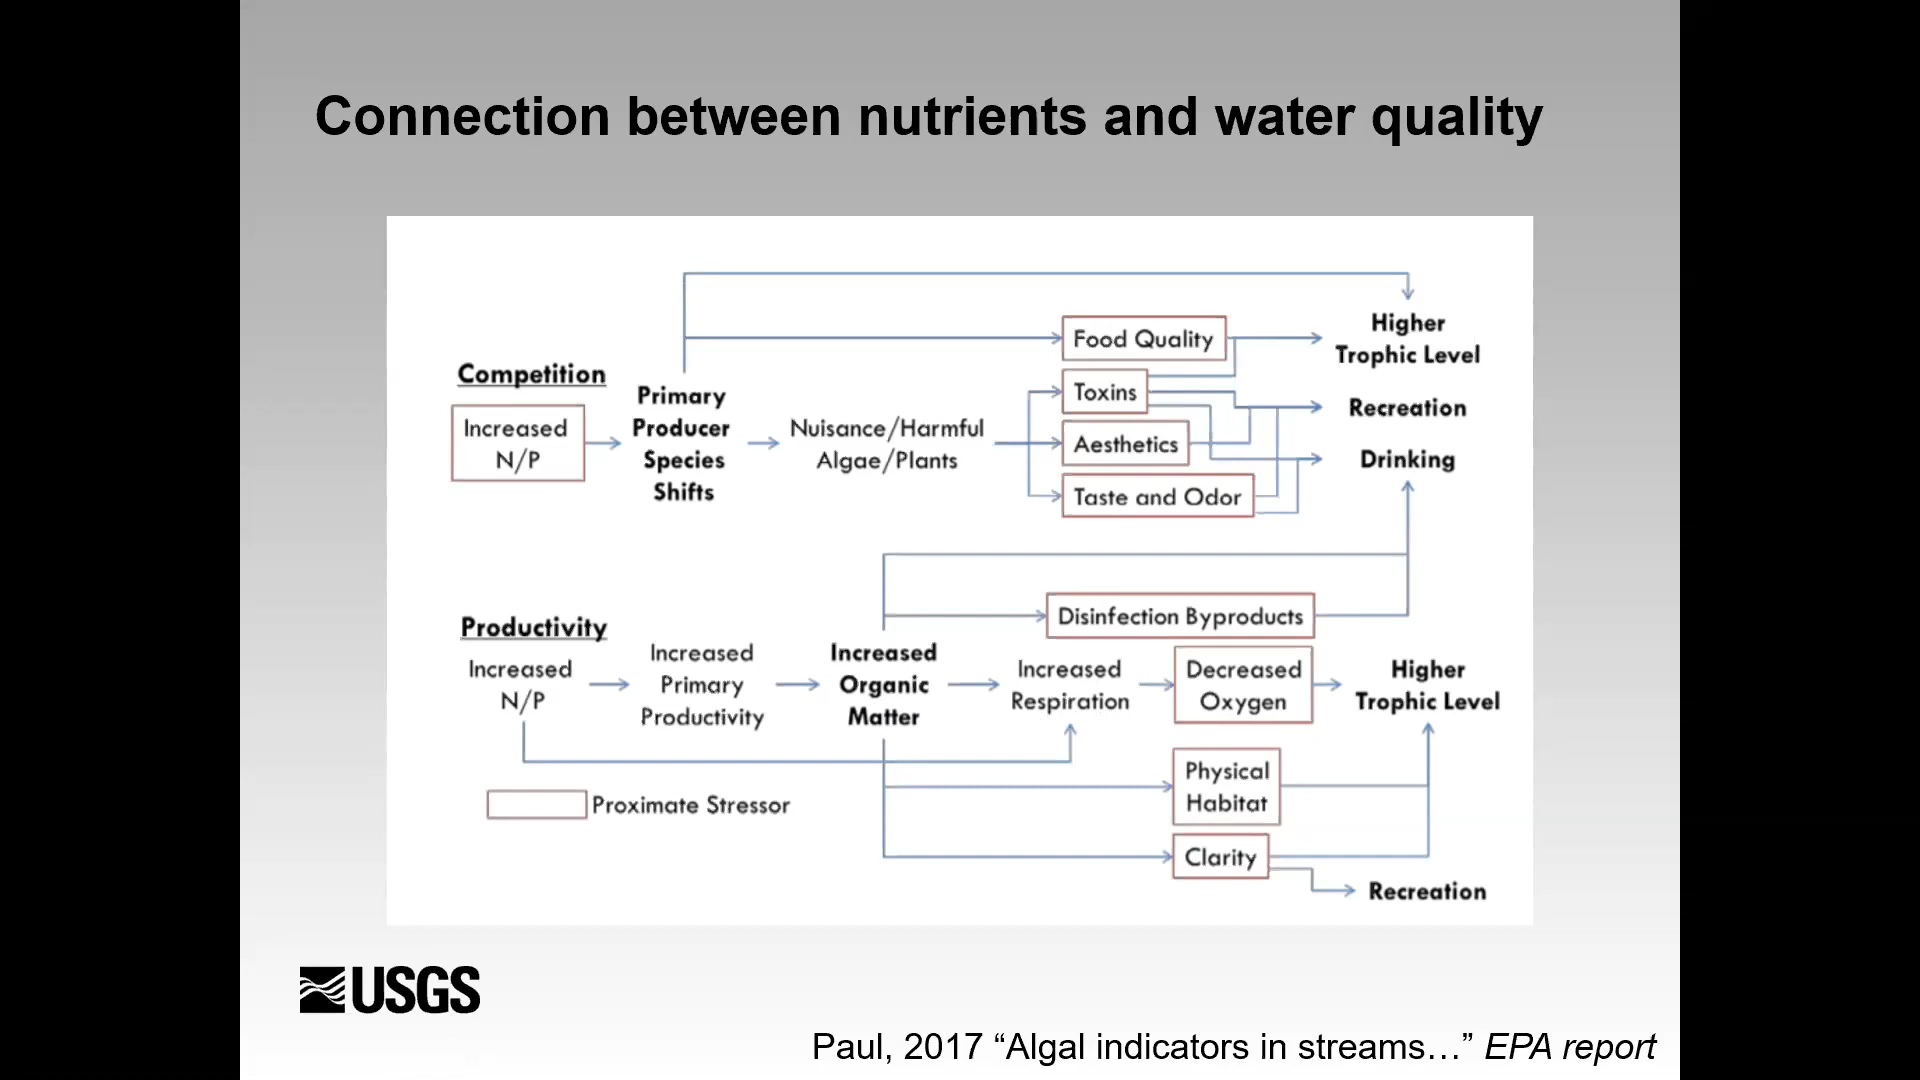 Connection between nutrients and water quality
Competition
Increased
N/P
Primary
Producer
Species
Shifts
Nuisance/Harmful
Algae/Plants
Food Quality
Toxins
Aesthetics
Taste and Odor
Higher
Trophic Level
Recreation
Drinking
Productivity
Increased
N/P
Increased
Primary
Productivity
Increased
Organic
Matter
Disinfection Byproducts
Increased
Respiration
Decreased
Oxygen
Higher
Trophic Level
Physical
Habitat
Clarity
Recreation
Proximate Stressor
USGS
Paul, 2017 “Algal indicators in streams…” EPA report